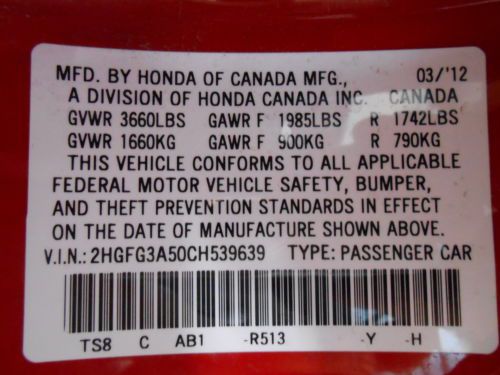 MFD. BY HONDA OF CANADA MFG., 03/'12
A DIVISION OF HONDA CANADA INC. CANADA
GVWR 3660LBS GAWR F 1985LBS R 1742LBS
GVWR 1660KG GAWR F 900KG R 790KG
THIS VEHICLE CONFORMS TO ALL APPLICABLE
FEDERAL MOTOR VEHICLE SAFETY, BUMPER,
AND THEFT PREVENTION STANDARDS IN EFFECT
ON THE DATE OF MANUFACTURE SHOWN ABOVE.
V.I.N.: 2HGFG3A50CH539639 TYPE: PASSENGER CAR
TS8 C AB1 -R513 -Y -H